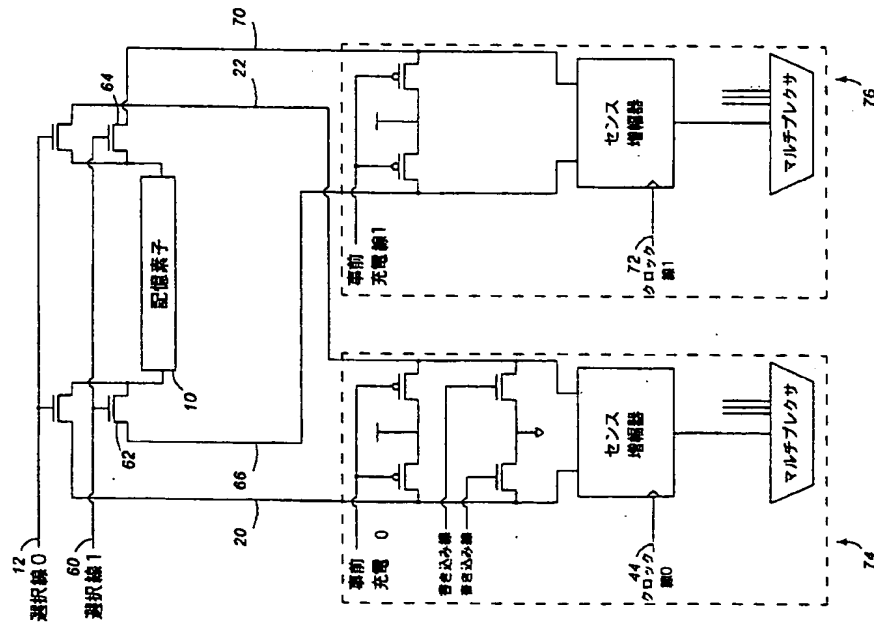 12
選択線 0
60
選択線 1
62
64
10
記憶素子
20
66
22
70
事前
充電 0
書き込み線
書き込み線
44
クロック
線0
センス
増幅器
マルチプレクサ
74
事前
充電線1
72
クロック
線1
センス
増幅器
マルチプレクサ
76